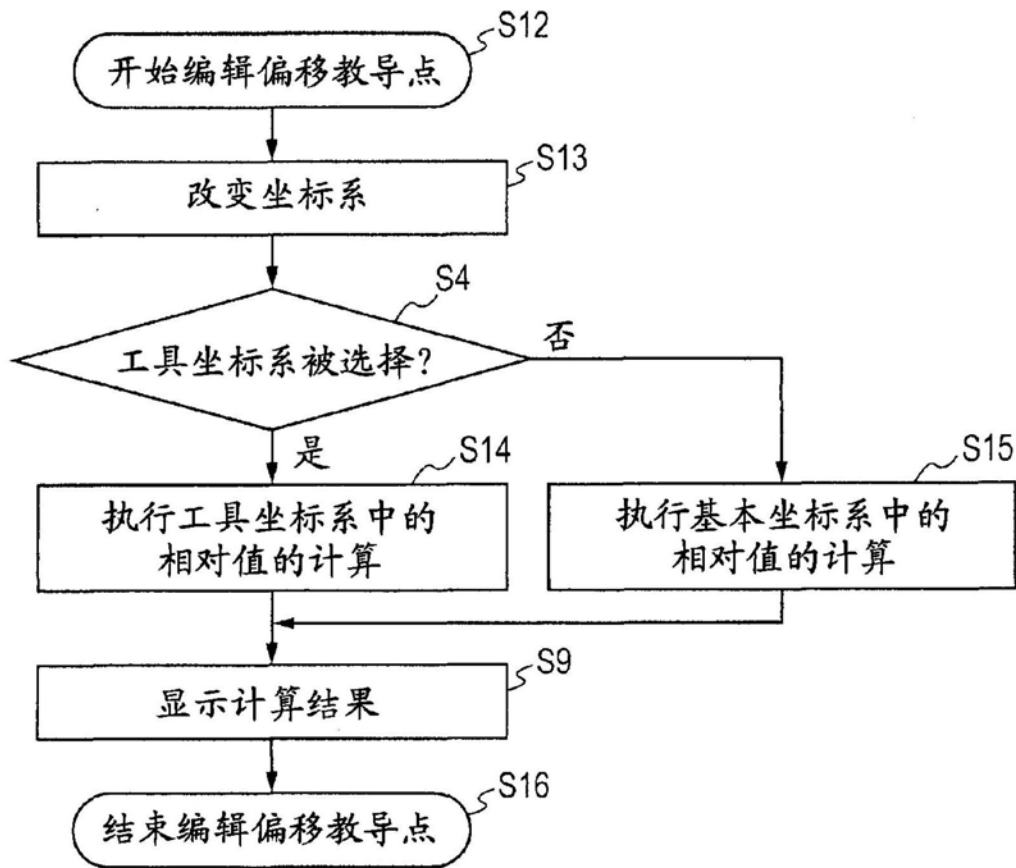 S12
开始编辑偏移教导点
S13
改变坐标系
S4
工具坐标系被选择?
否
是
S14
执行工具坐标系中的
相对值的计算
S15
执行基本坐标系中的
相对值的计算
S9
显示计算结果
S16
结束编辑偏移教导点